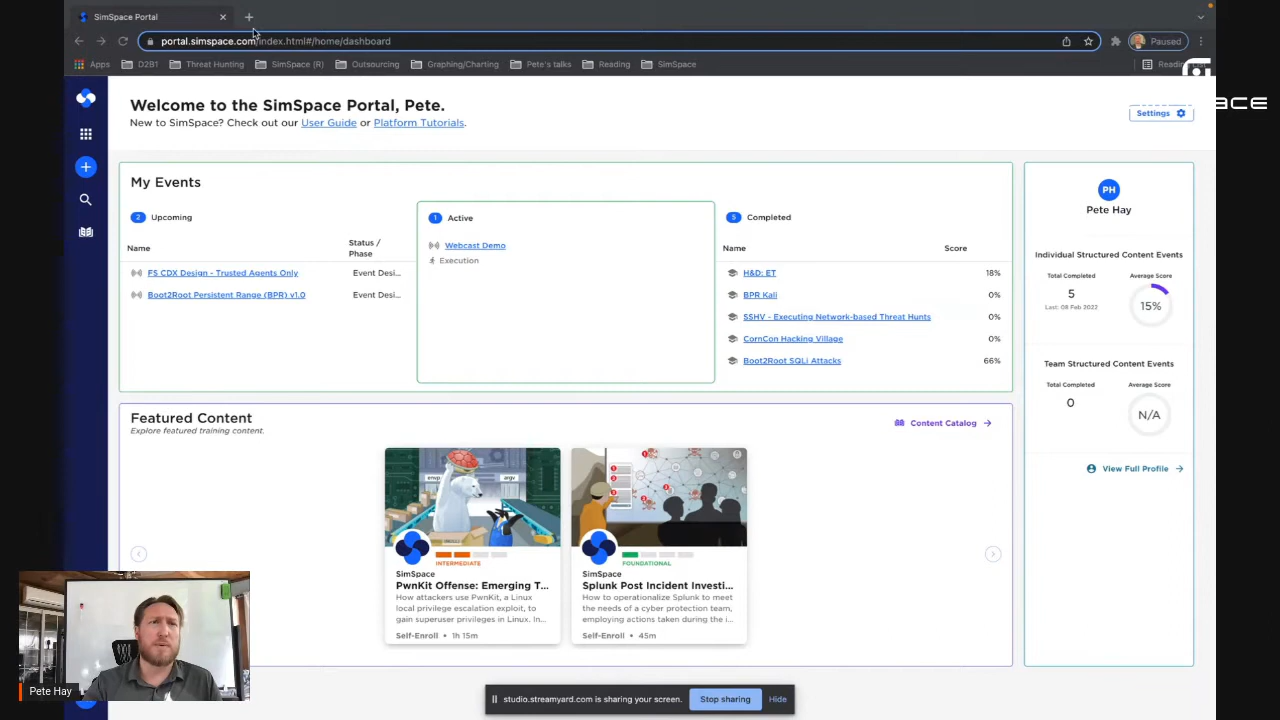 SimSpace Portal
portal.simspace.com/index.html#/home/dashboard
Paused
Apps
D2B1
Threat Hunting
SimSpace (R)
Outsourcing
Graphing/Charting
Pete's talks
Reading
SimSpace
Welcome to the SimSpace Portal, Pete.
New to SimSpace? Check out our User Guide or Platform Tutorials.
Settings
My Events
2 Upcoming
Name
Status /
Phase
FS CDX Design - Trusted Agents Only
Event Desi...
Boot2Root Persistent Range (BPR) v1.0
Event Desi...
1 Active
Webcast Demo
Execution
5 Completed
Name
Score
H&D: ET
18%
BPR Kali
0%
SSHV - Executing Network-based Threat Hunts
0%
CornCon Hacking Village
0%
Boot2Root SQLi Attacks
66%
PH
Pete Hay
Individual Structured Content Events
Total Completed
5
Last: 08 Feb 2022
Average Score
15%
Team Structured Content Events
Total Completed
0
Average Score
N/A
View Full Profile
Featured Content
Explore featured training content.
Content Catalog
envp
argv
INTERMEDIATE
SimSpace
PwnKit Offense: Emerging T...
How attackers use PwnKit, a Linux
local privilege escalation exploit, to
gain superuser privileges in Linux. In...
Self-Enroll • 1h 15m
FOUNDATIONAL
SimSpace
Splunk Post Incident Investi...
How to operationalize Splunk to meet
the needs of a cyber protection team,
employing actions taken during the i...
Self-Enroll • 45m
Pete Hay
studio.streamyard.com is sharing your screen.
Stop sharing
Hide